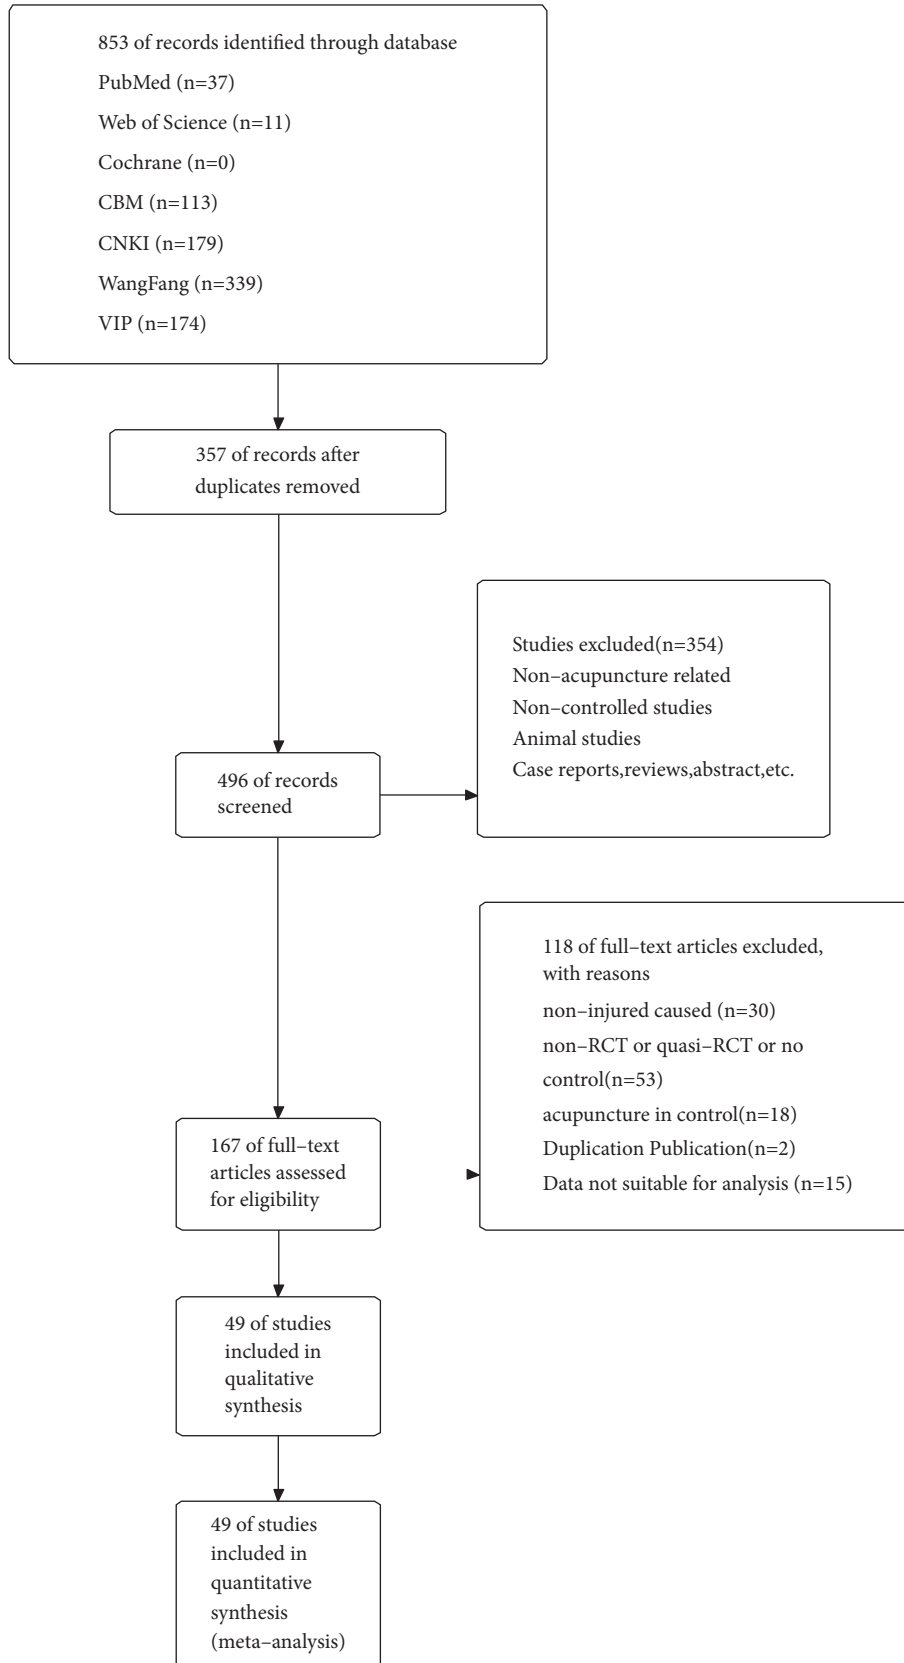 853 of records identified through database
PubMed (n=37)
Web of Science (n=11)
Cochrane (n=0)
CBM (n=113)
CNKI (n=179)
WangFang (n=339)
VIP (n=174)
357 of records after
duplicates removed
Studies excluded(n=354)
Non–acupuncture related
Non–controlled studies
Animal studies
Case reports,reviews,abstract,etc.
496 of records
screened
118 of full–text articles excluded,
with reasons
non–injured caused (n=30)
non–RCT or quasi–RCT or no
control(n=53)
acupuncture in control(n=18)
Duplication Publication(n=2)
Data not suitable for analysis (n=15)
167 of full–text
articles assessed
for eligibility
49 of studies
included in
qualitative
synthesis
49 of studies
included in
quantitative
synthesis
(meta–analysis)